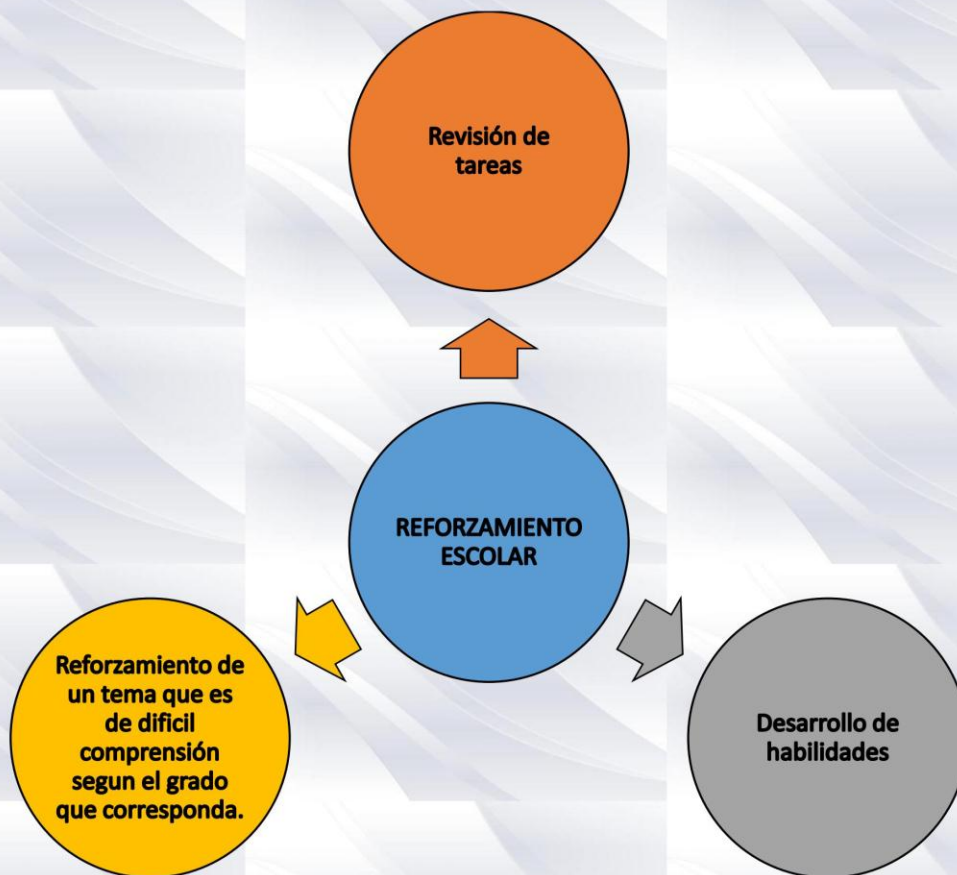 Revisión de
tareas
REFORZAMIENTO
ESCOLAR
Reforzamiento de
un tema que es
de dificil
comprensión
segun el grado
que corresponda.
Desarrollo de
habilidades